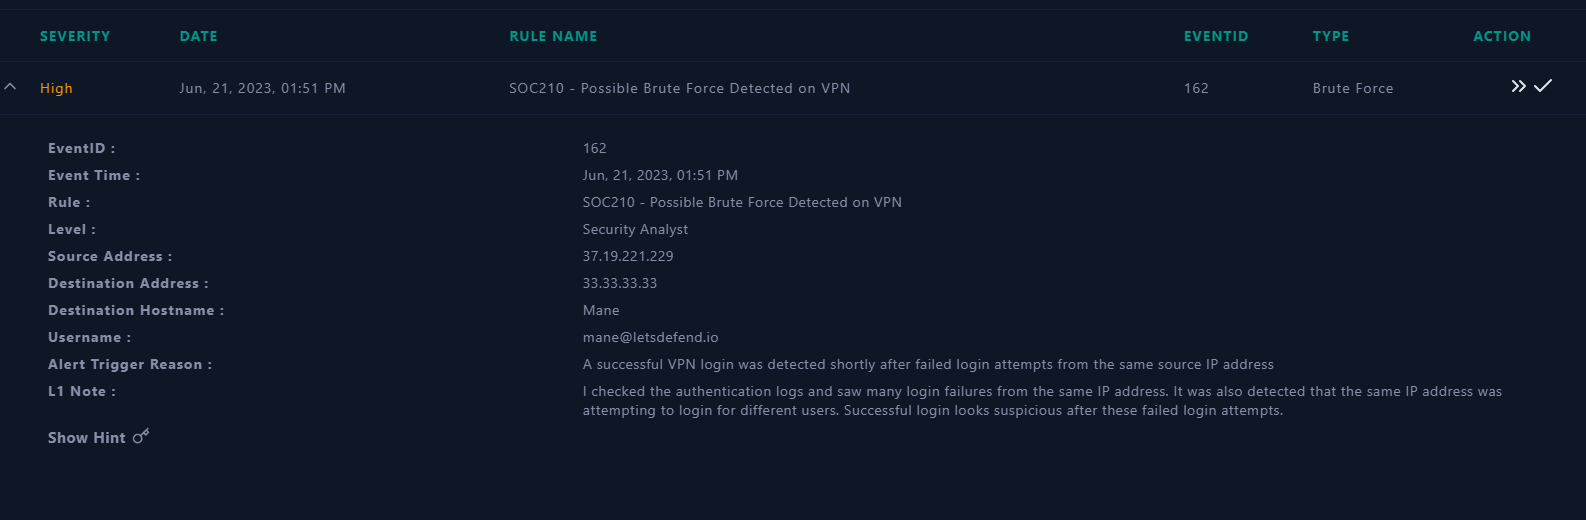 SEVERITY DATE RULE NAME EVENTID TYPE ACTION
High Jun, 21, 2023, 01:51 PM SOC210 - Possible Brute Force Detected on VPN 162 Brute Force
EventID : 162
Event Time : Jun, 21, 2023, 01:51 PM
Rule : SOC210 - Possible Brute Force Detected on VPN
Level : Security Analyst
Source Address : 37.19.221.229
Destination Address : 33.33.33.33
Destination Hostname : Mane
Username : mane@letsdefend.io
Alert Trigger Reason : A successful VPN login was detected shortly after failed login attempts from the same source IP address
L1 Note : I checked the authentication logs and saw many login failures from the same IP address. It was also detected that the same IP address was
attempting to login for different users. Successful login looks suspicious after these failed login attempts.
Show Hint